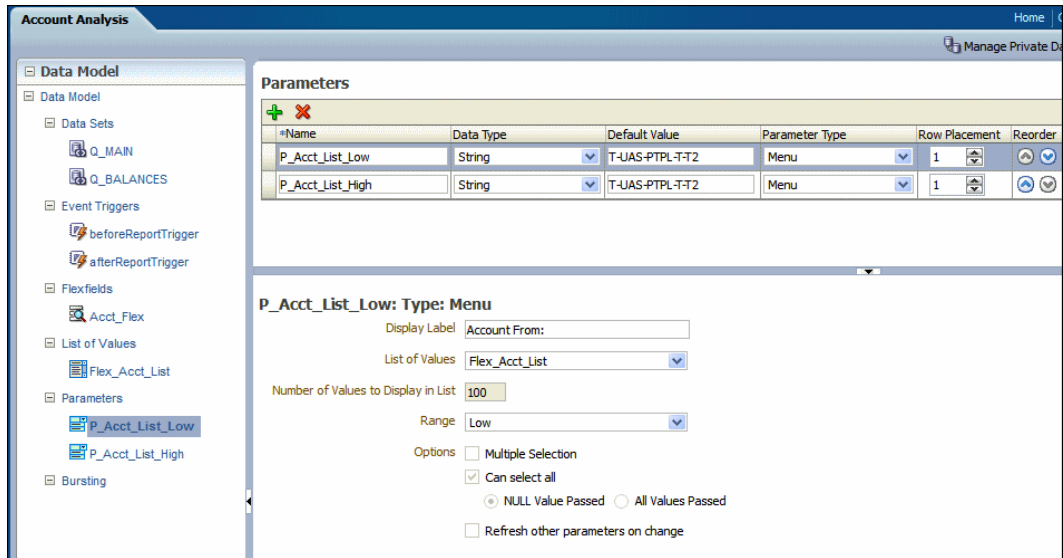 Account Analysis
Home
Manage Private Da
Data Model
Data Model
Data Sets
Q_MAIN
Q_BALANCES
Event Triggers
beforeReportTrigger
afterReportTrigger
Flexfields
Acct_Flex
List of Values
Flex_Acct_List
Parameters
P_Acct_List_Low
P_Acct_List_High
Bursting
Parameters
*Name Data Type Default Value Parameter Type Row Placement Reorder
P_Acct_List_Low String T-UAS-PTPL-T-T2 Menu 1
P_Acct_List_High String T-UAS-PTPL-T-T2 Menu 1
P_Acct_List_Low: Type: Menu
Display Label Account From:
List of Values Flex_Acct_List
Number of Values to Display in List 100
Range Low
Options Multiple Selection
Can select all
NULL Value Passed All Values Passed
Refresh other parameters on change